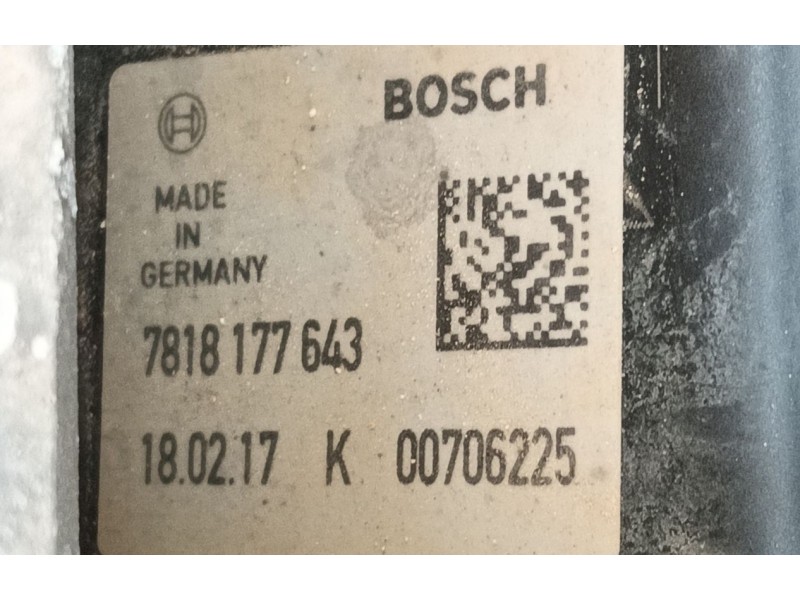 BOSCH
MADE
IN
GERMANY
7818 177 643
18.02.17 K 00706225